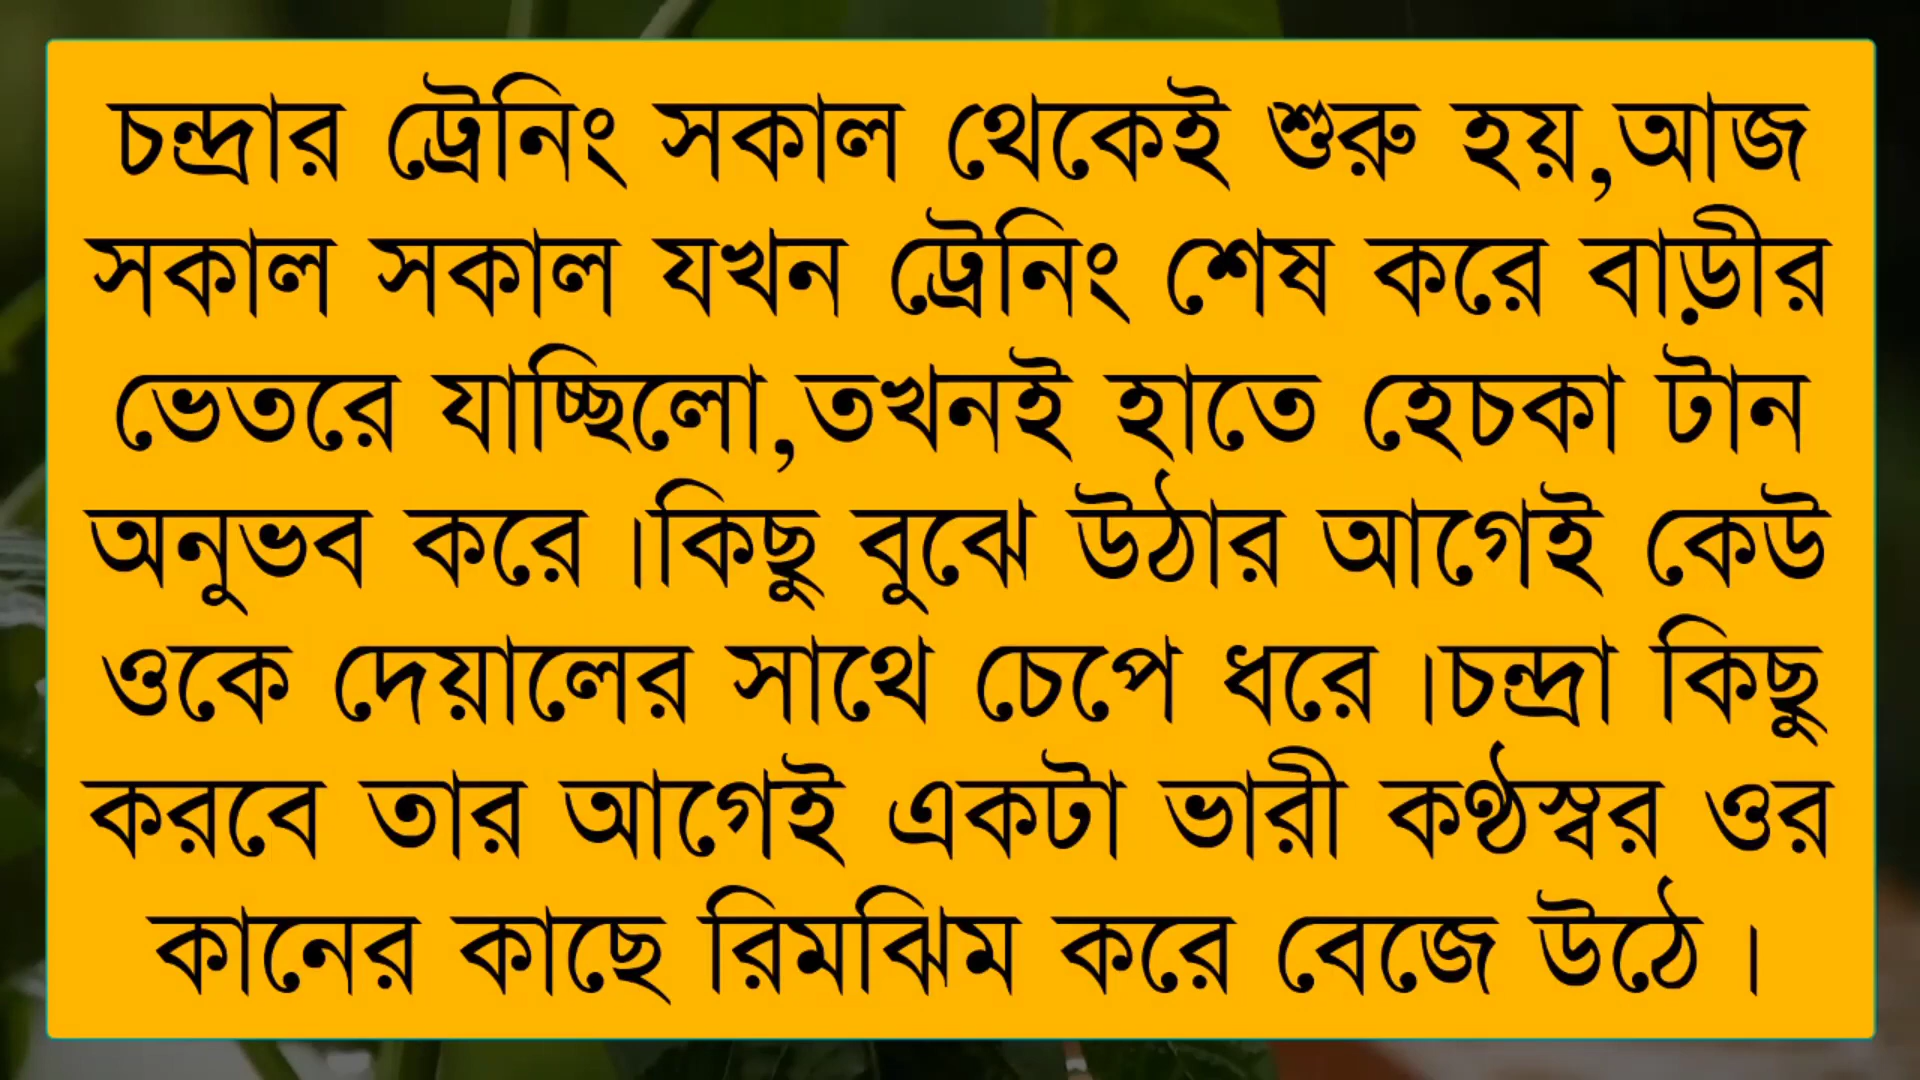 চন্দ্রার ট্রেনিং সকাল থেকেই শুরু হয়,আজ
সকাল সকাল যখন ট্রেনিং শেষ করে বাড়ীর
ভেতরে যাচ্ছিলো,তখনই হাতে হেচকা টান
অনুভব করে ।কিছু বুঝে উঠার আগেই কেউ
ওকে দেয়ালের সাথে চেপে ধরে ।চন্দ্রা কিছু
করবে তার আগেই একটা ভারী কণ্ঠস্বর ওর
কানের কাছে রিমঝিম করে বেজে উঠে ।